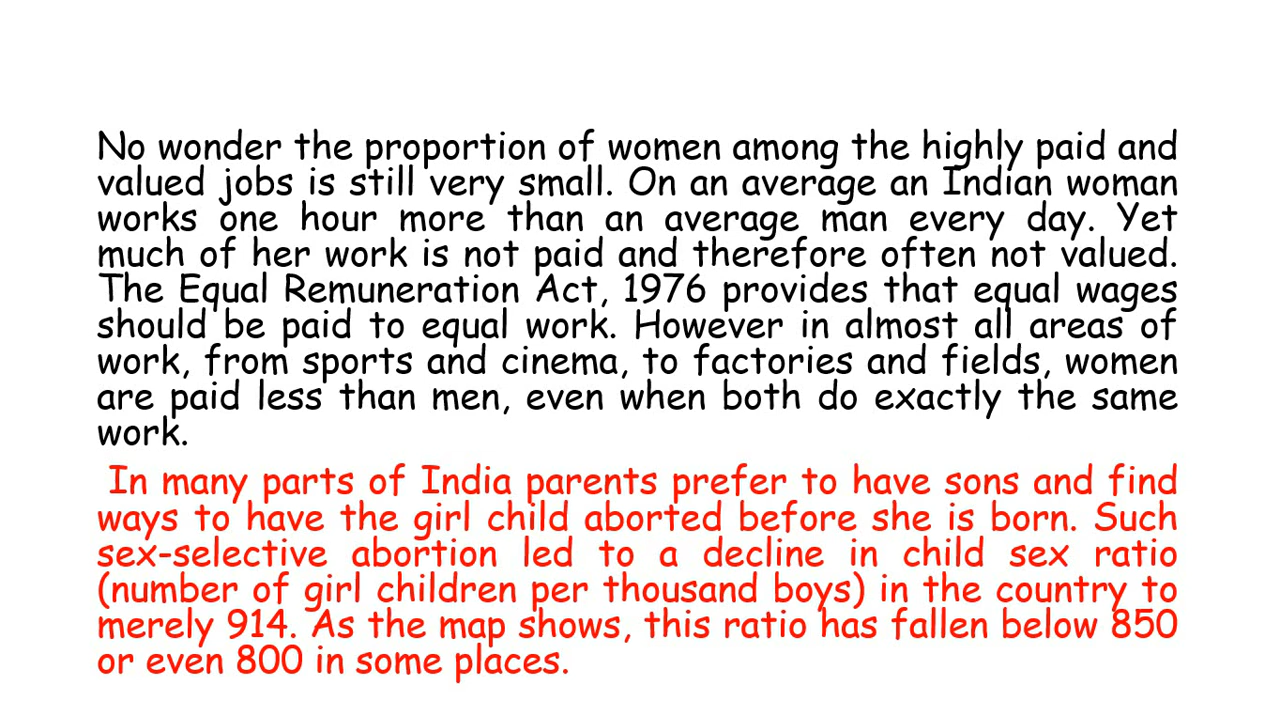 No wonder the proportion of women among the highly paid and
valued jobs is still very small. On an average an Indian woman
works one hour more than an average man every day. Yet
much of her work is not paid and therefore often not valued.
The Equal Remuneration Act, 1976 provides that equal wages
should be paid to equal work. However in almost all areas of
work, from sports and cinema, to factories and fields, women
are paid less than men, even when both do exactly the same
work.
In many parts of India parents prefer to have sons and find
ways to have the girl child aborted before she is born. Such
sex-selective abortion led to a decline in child sex ratio
(number of girl children per thousand boys) in the country to
merely 914. As the map shows, this ratio has fallen below 850
or even 800 in some places.